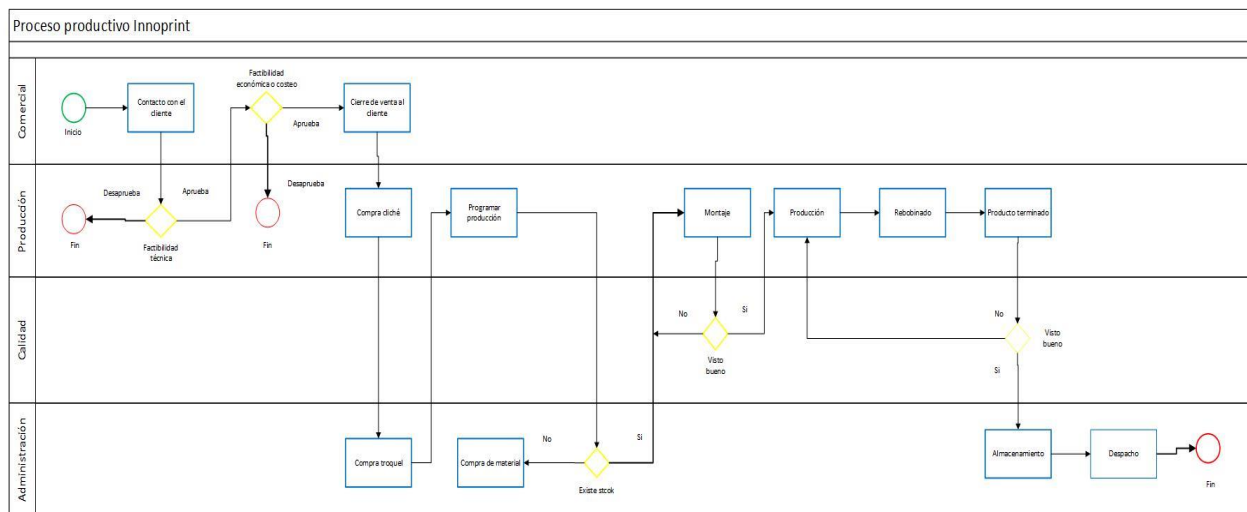 Proceso productivo Innoprint
Comercial
Inicio
Contacto con el
cliente
Factibilidad
económica o costeo
Aprueba
Cierre de venta al
cliente
Producción
Desaprueba
Aprueba
Desaprueba
Fin
Factibilidad
técnica
Fin
Compra cliché
Programar
producción
Montaje
Producción
Rebobinado
Producto terminado
Calidad
No
Si
Visto
bueno
No
Visto
bueno
Si
Administración
Compra troquel
Compra de material
No
Si
Existe stcok
Almacenamiento
Despacho
Fin